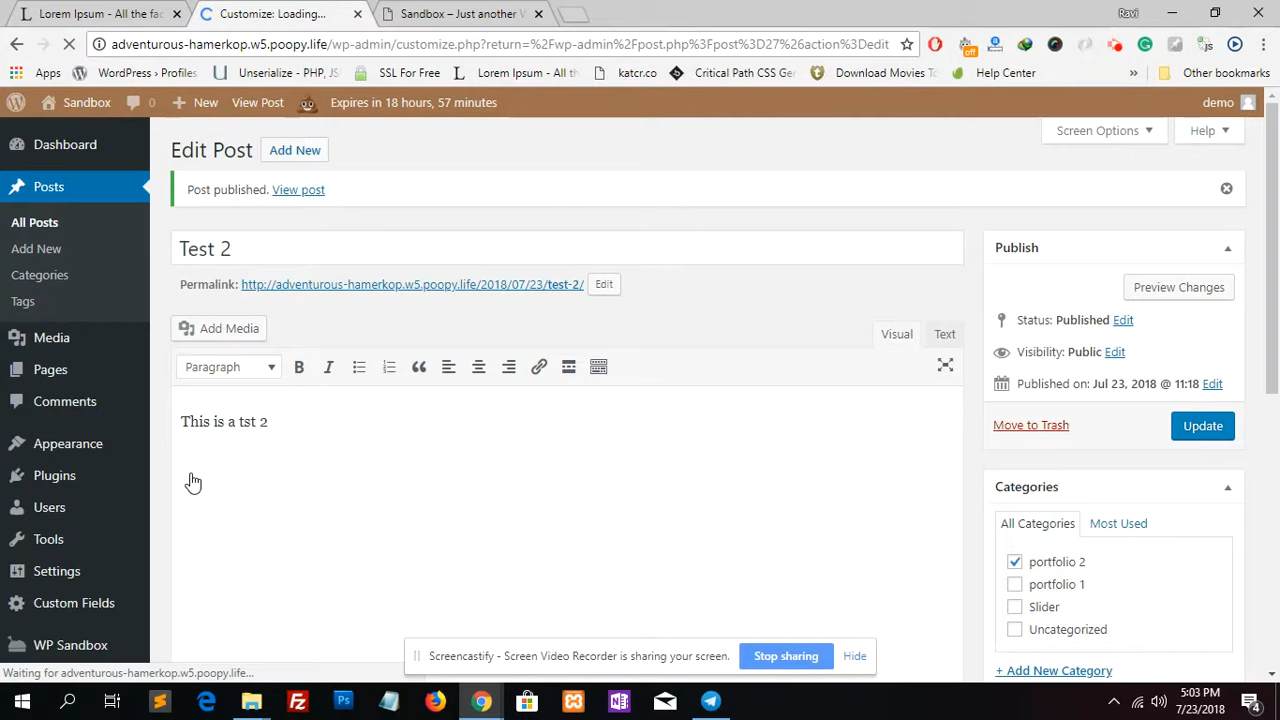 Lorem Ipsum - All the fac
Customize: Loading...
Sandbox – Just another W
Ravi
adventurous-hamerkop.w5.poopy.life/wp-admin/customize.php?return=%2Fwp-admin%2Fpost.php%3Fpost%3D27%26action%3Dedit
off
Apps
WordPress › Profiles
Unserialize - PHP, JS
SSL For Free
Lorem Ipsum - All th
katcr.co
Critical Path CSS Gen
Download Movies To
Help Center
»
Other bookmarks
Sandbox
0
New
View Post
Expires in 18 hours, 57 minutes
demo
Dashboard
Posts
All Posts
Add New
Categories
Tags
Media
Pages
Comments
Appearance
Plugins
Users
Tools
Settings
Custom Fields
WP Sandbox
Screen Options
Help
Edit Post
Add New
Post published. View post
Test 2
Permalink: http://adventurous-hamerkop.w5.poopy.life/2018/07/23/test-2/ Edit
Add Media
Visual
Text
Paragraph
B
I
This is a tst 2
Publish
Preview Changes
Status: Published Edit
Visibility: Public Edit
Published on: Jul 23, 2018 @ 11:18 Edit
Move to Trash
Update
Categories
All Categories
Most Used
portfolio 2
portfolio 1
Slider
Uncategorized
+ Add New Category
Screencastify - Screen Video Recorder is sharing your screen.
Stop sharing
Hide
Waiting for adventurous-hamerkop.w5.poopy.life...
5:03 PM
7/23/2018
4